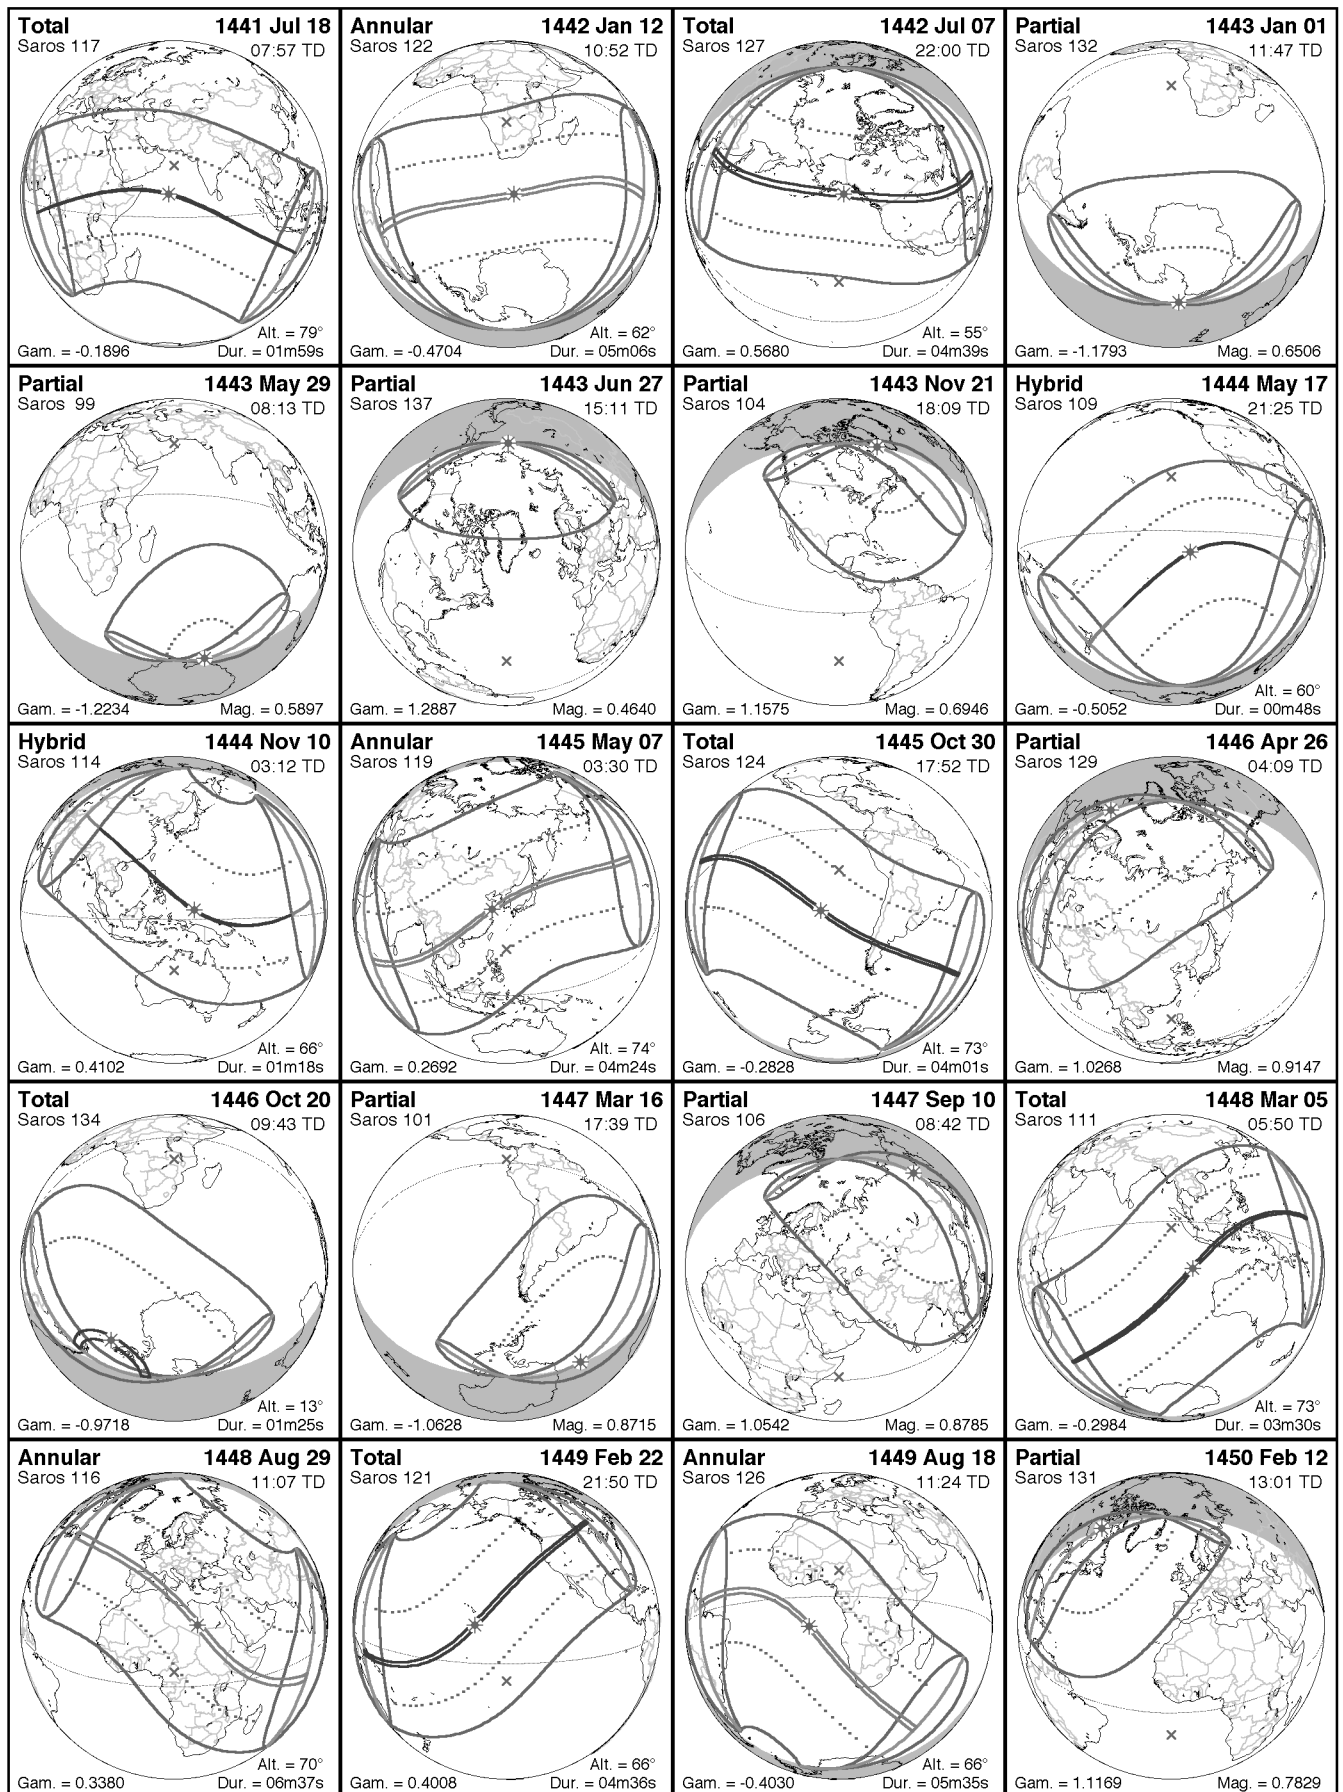 Total 1441 Jul 18
Saros 117 07:57 TD
Alt. = 79°
Gam. = -0.1896 Dur. = 01m59s
Annular 1442 Jan 12
Saros 122 10:52 TD
Alt. = 62°
Gam. = -0.4704 Dur. = 05m06s
Total 1442 Jul 07
Saros 127 22:00 TD
Alt. = 55°
Gam. = 0.5680 Dur. = 04m39s
Partial 1443 Jan 01
Saros 132 11:47 TD
Gam. = -1.1793 Mag. = 0.6506
Partial 1443 May 29
Saros 99 08:13 TD
Gam. = -1.2234 Mag. = 0.5897
Partial 1443 Jun 27
Saros 137 15:11 TD
Gam. = 1.2887 Mag. = 0.4640
Partial 1443 Nov 21
Saros 104 18:09 TD
Gam. = 1.1575 Mag. = 0.6946
Hybrid 1444 May 17
Saros 109 21:25 TD
Alt. = 60°
Gam. = -0.5052 Dur. = 00m48s
Hybrid 1444 Nov 10
Saros 114 03:12 TD
Alt. = 66°
Gam. = 0.4102 Dur. = 01m18s
Annular 1445 May 07
Saros 119 03:30 TD
Alt. = 74°
Gam. = 0.2692 Dur. = 04m24s
Total 1445 Oct 30
Saros 124 17:52 TD
Alt. = 73°
Gam. = -0.2828 Dur. = 04m01s
Partial 1446 Apr 26
Saros 129 04:09 TD
Gam. = 1.0268 Mag. = 0.9147
Total 1446 Oct 20
Saros 134 09:43 TD
Alt. = 13°
Gam. = -0.9718 Dur. = 01m25s
Partial 1447 Mar 16
Saros 101 17:39 TD
Gam. = -1.0628 Mag. = 0.8715
Partial 1447 Sep 10
Saros 106 08:42 TD
Gam. = 1.0542 Mag. = 0.8785
Total 1448 Mar 05
Saros 111 05:50 TD
Alt. = 73°
Gam. = -0.2984 Dur. = 03m30s
Annular 1448 Aug 29
Saros 116 11:07 TD
Alt. = 70°
Gam. = 0.3380 Dur. = 06m37s
Total 1449 Feb 22
Saros 121 21:50 TD
Alt. = 66°
Gam. = 0.4008 Dur. = 04m36s
Annular 1449 Aug 18
Saros 126 11:24 TD
Alt. = 66°
Gam. = -0.4030 Dur. = 05m35s
Partial 1450 Feb 12
Saros 131 13:01 TD
Gam. = 1.1169 Mag. = 0.7829